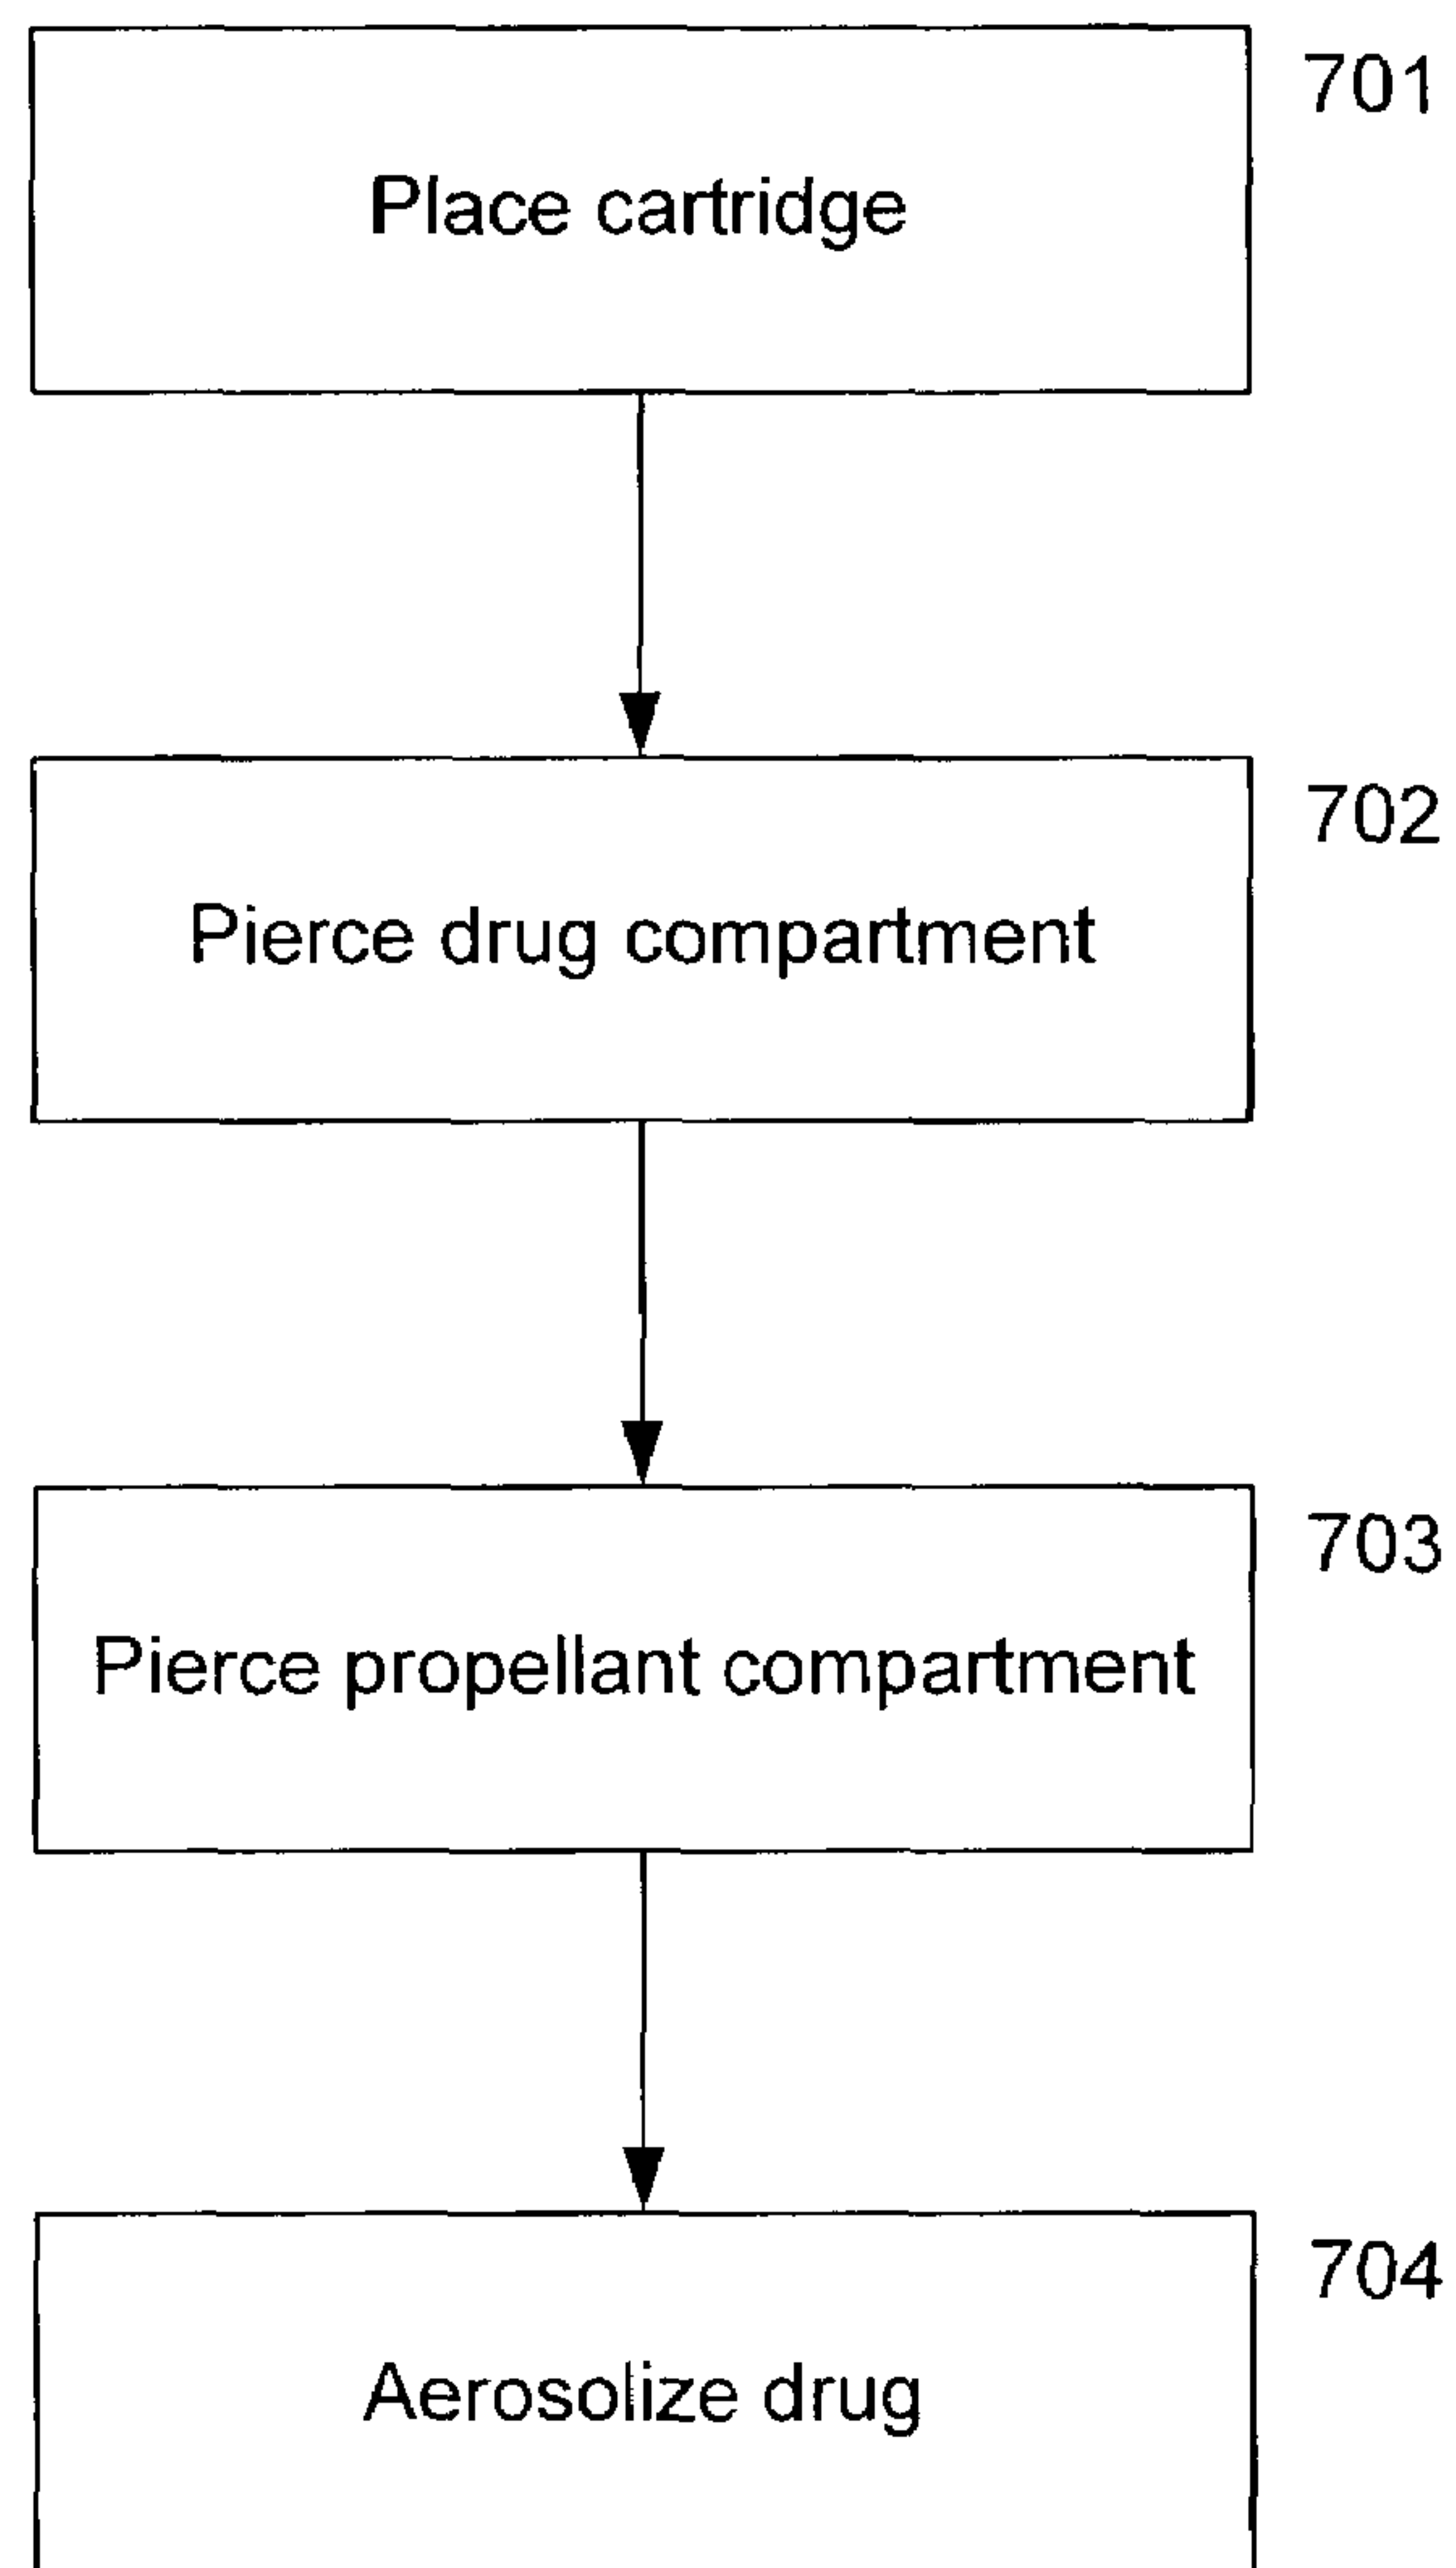 701
Place cartridge
702
Pierce drug compartment
703
Pierce propellant compartment
704
Aerosolize drug